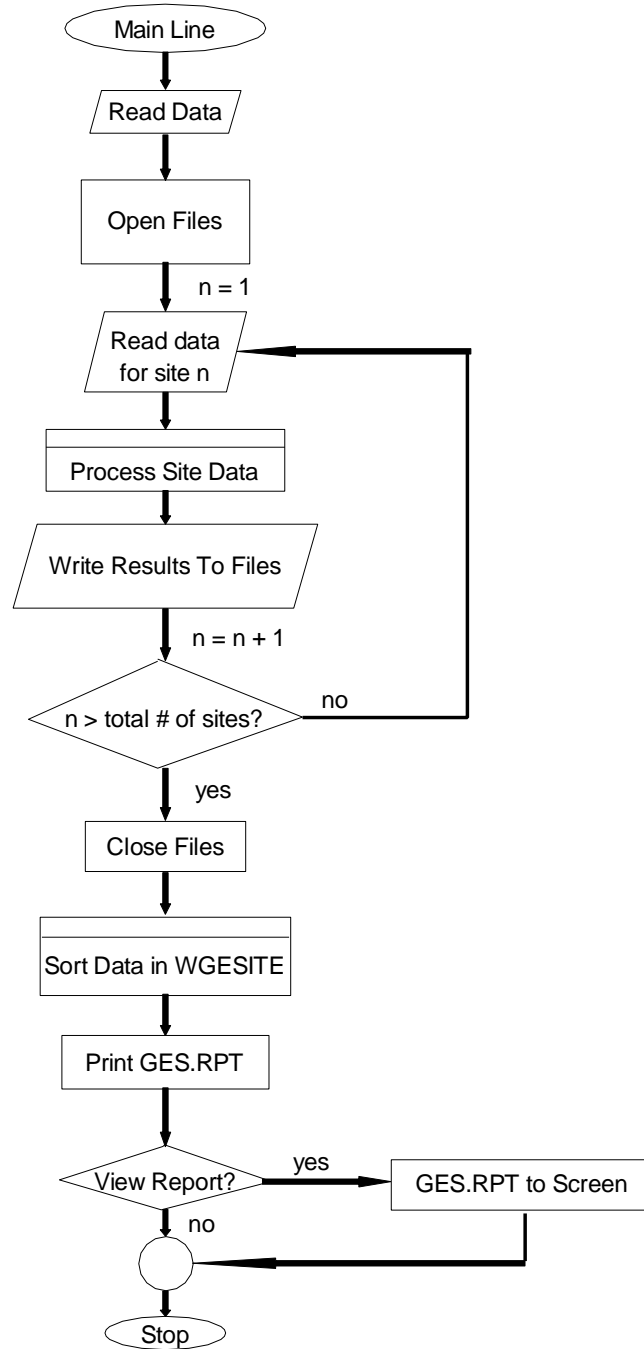 Main Line
Read Data
Open Files
n = 1
Read data
for site n
Process Site Data
Write Results To Files
n = n + 1
n > total # of sites?
no
yes
Close Files
Sort Data in WGESITE
Print GES.RPT
View Report?
yes
GES.RPT to Screen
no
Stop